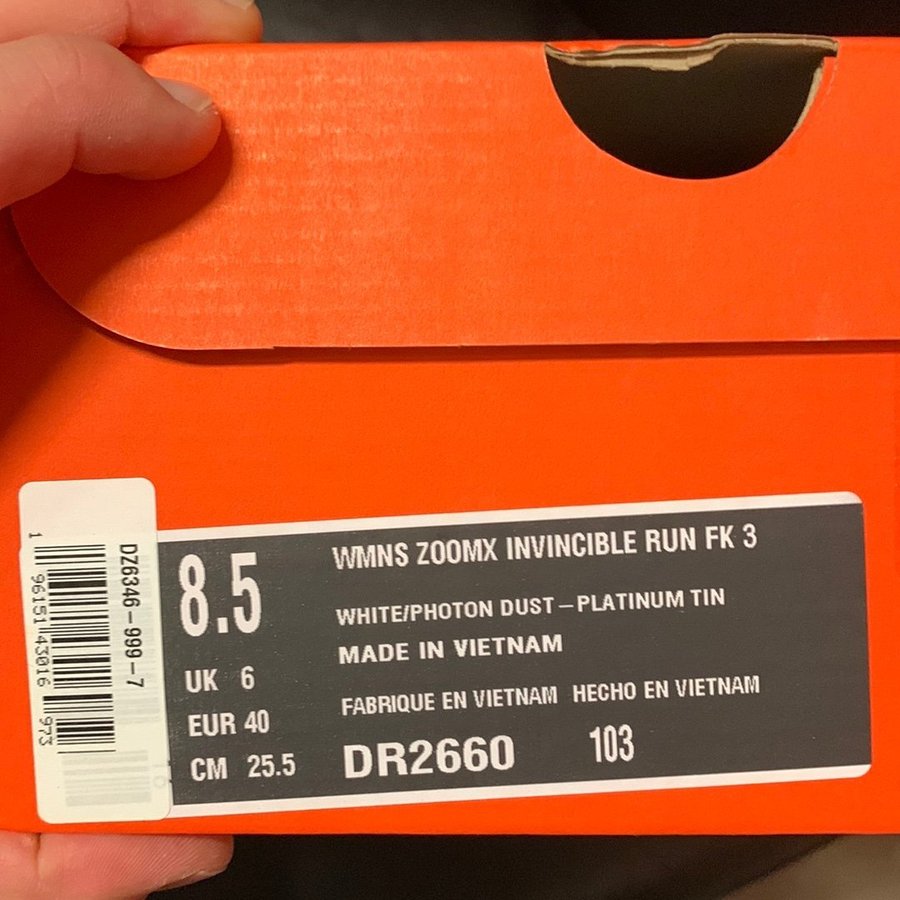 8.5
UK 6
EUR 40
CM 25.5
WMNS ZOOMX INVINCIBLE RUN FK 3
WHITE/PHOTON DUST–PLATINUM TIN
MADE IN VIETNAM
FABRIQUE EN VIETNAM HECHO EN VIETNAM
DR2660 103
DZ6346-999-7
1 96151 43016 973